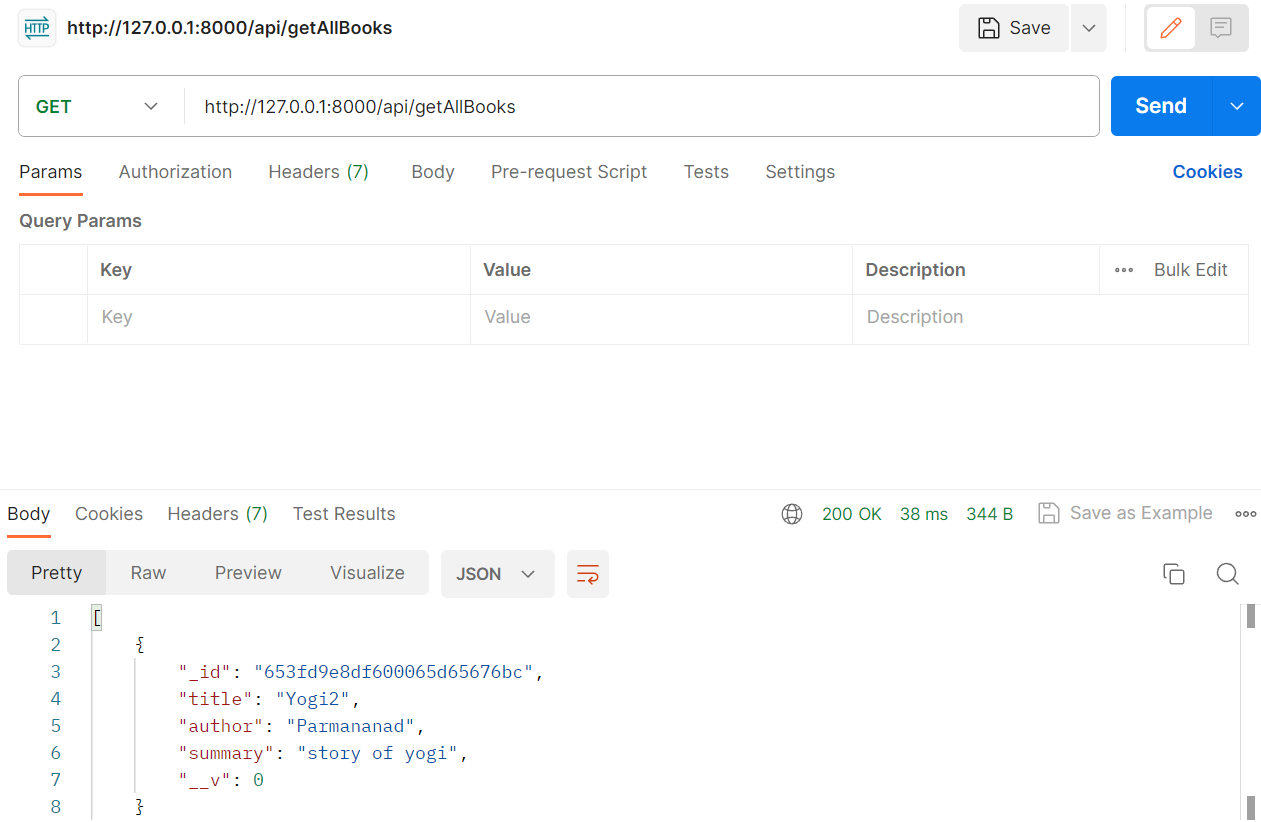 HTTP http://127.0.0.1:8000/api/getAllBooks Save
GET http://127.0.0.1:8000/api/getAllBooks Send
Params Authorization Headers (7) Body Pre-request Script Tests Settings Cookies
Query Params
Key Value Description ••• Bulk Edit
Key Value Description
Body Cookies Headers (7) Test Results 200 OK 38 ms 344 B Save as Example
Pretty Raw Preview Visualize JSON
1 [
2 {
3 "_id": "653fd9e8df600065d65676bc",
4 "title": "Yogi2",
5 "author": "Parmananad",
6 "summary": "story of yogi",
7 "__v": 0
8 }